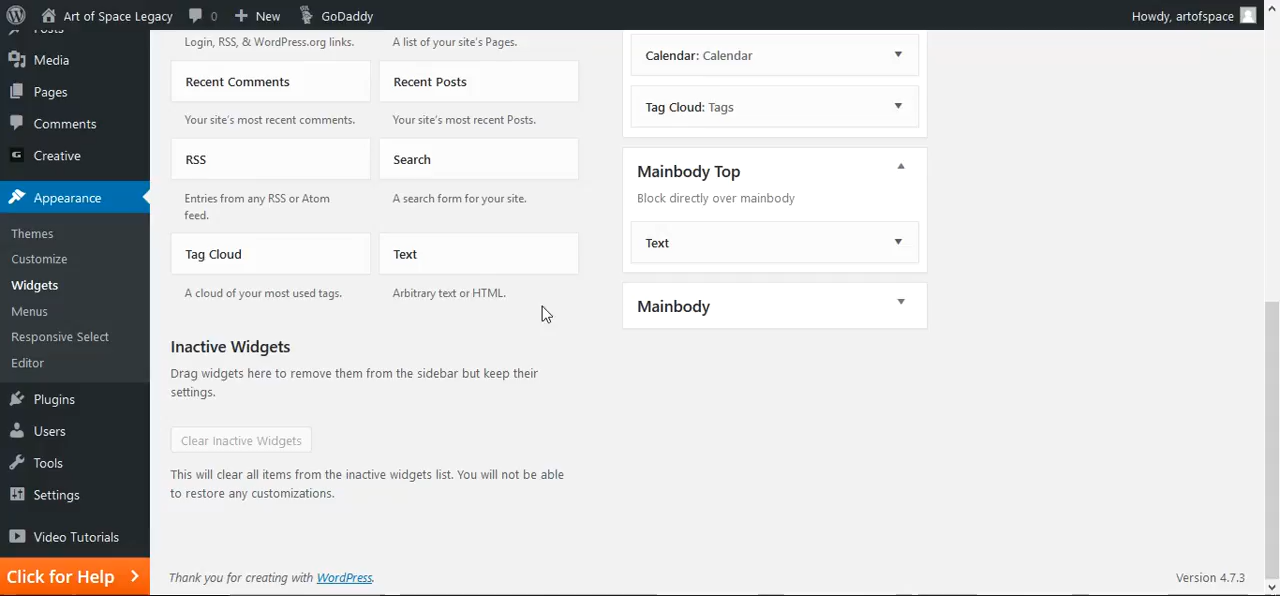 Art of Space Legacy
0
New
GoDaddy
Howdy, artofspace
Posts
Media
Pages
Comments
Creative
Appearance
Themes
Customize
Widgets
Menus
Responsive Select
Editor
Plugins
Users
Tools
Settings
Video Tutorials
Click for Help
Login, RSS, & WordPress.org links.
A list of your site's Pages.
Recent Comments
Recent Posts
Your site's most recent comments.
Your site's most recent Posts.
RSS
Search
Entries from any RSS or Atom
feed.
A search form for your site.
Tag Cloud
Text
A cloud of your most used tags.
Arbitrary text or HTML.
Inactive Widgets
Drag widgets here to remove them from the sidebar but keep their
settings.
Clear Inactive Widgets
This will clear all items from the inactive widgets list. You will not be able
to restore any customizations.
Calendar: Calendar
Tag Cloud: Tags
Mainbody Top
Block directly over mainbody
Text
Mainbody
Thank you for creating with WordPress.
Version 4.7.3